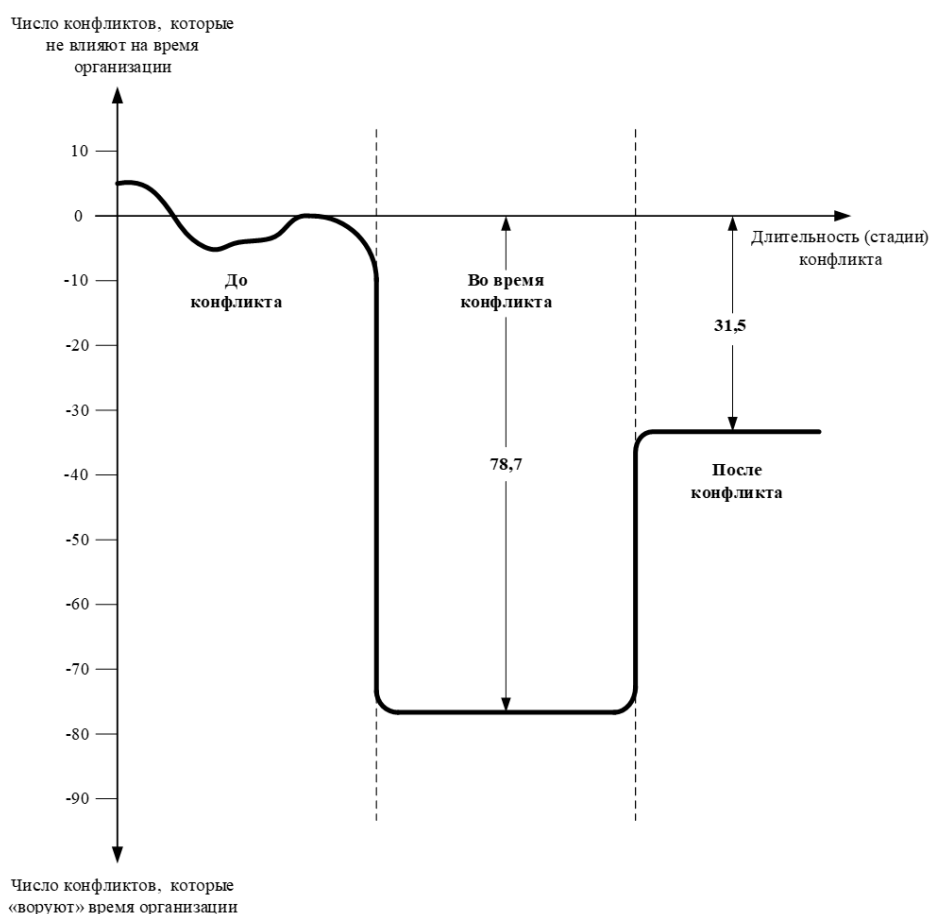 Число конфликтов, которые
не влияют на время
организации
10
0
Длительность (стадии)
конфликта
-10
До
конфликта
Во время
конфликта
31,5
-20
-30
-40
78,7
После
конфликта
-50
-60
-70
-80
-90
Число конфликтов, которые
«воруют» время организации